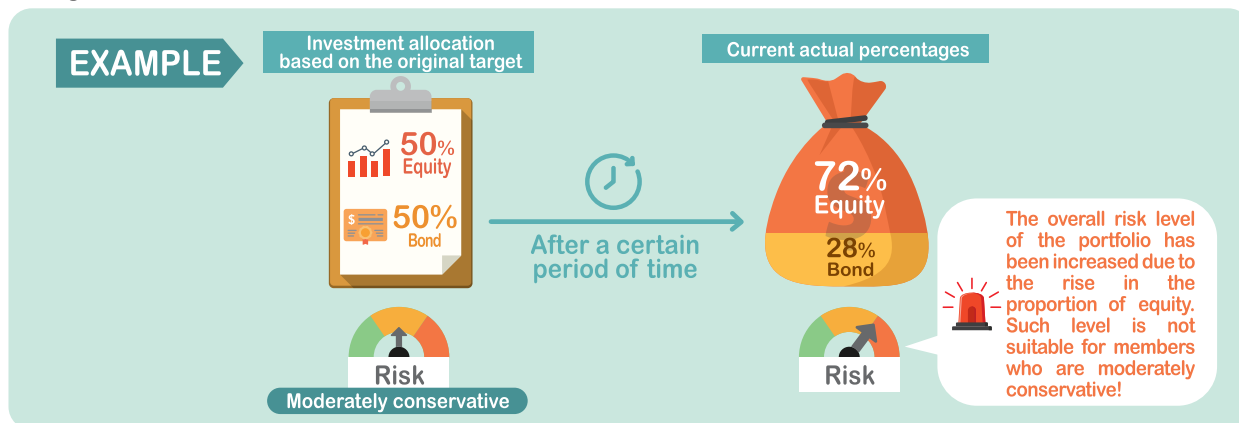 EXAMPLE
Investment allocation
based on the original target
50%
Equity
$
50%
Bond
Risk
Moderately conservative
After a certain
period of time
Current actual percentages
$
72%
Equity
28%
Bond
Risk
The overall risk level
of the portfolio has
been increased due to
the rise in the
proportion of equity.
Such level is not
suitable for members
who are moderately
conservative!